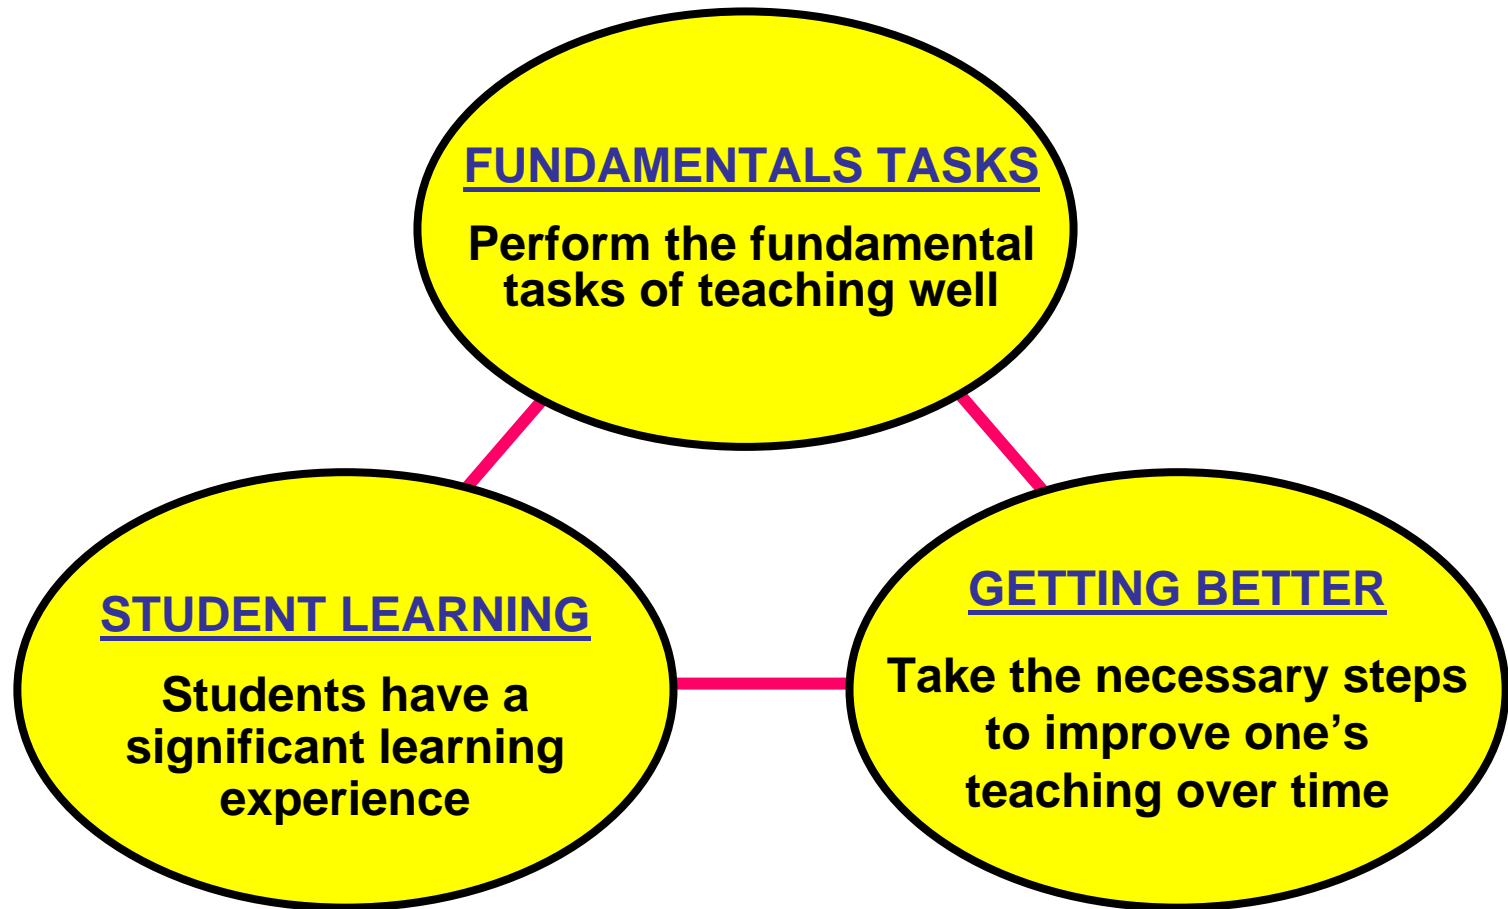 FUNDAMENTALS TASKS
Perform the fundamental
tasks of teaching well
STUDENT LEARNING
Students have a
significant learning
experience
GETTING BETTER
Take the necessary steps
to improve one’s
teaching over time